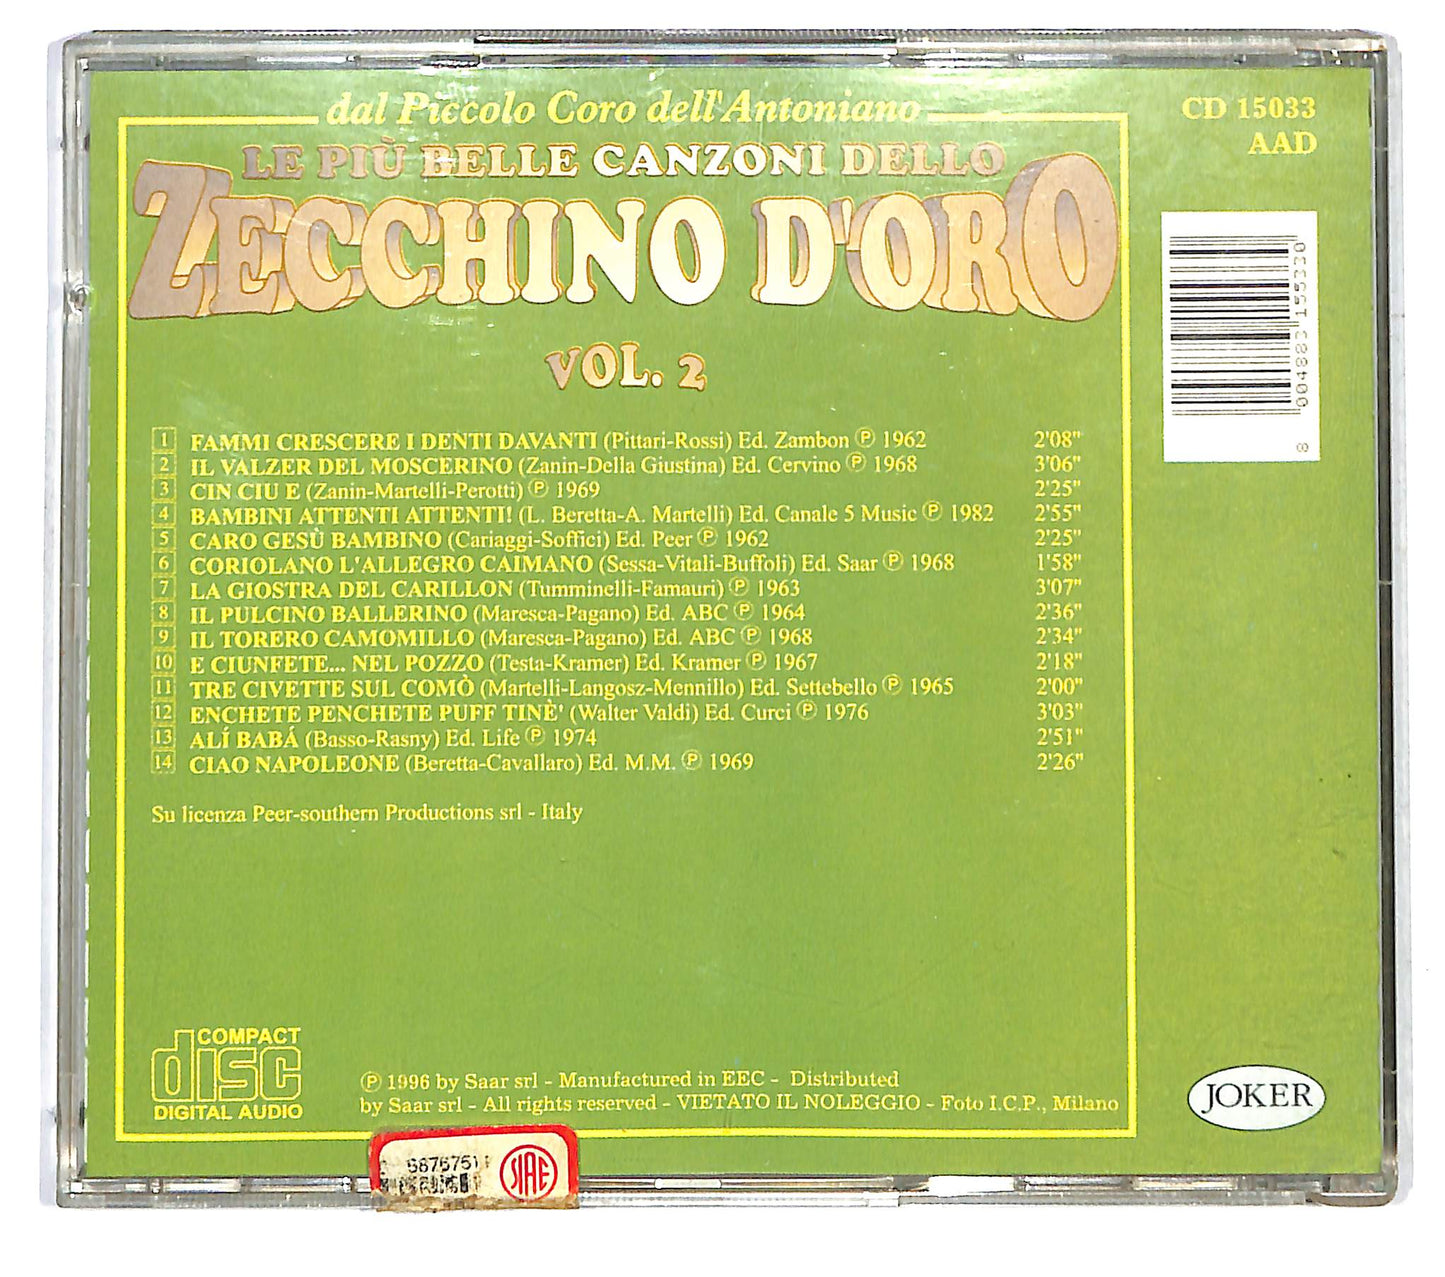 dal Piccolo Coro dell'Antoniano
CD 15033
AAD
LE PIÙ BELLE CANZONI DELLO
ZECCHINO D'ORO
VOL. 2
8 004883 155330
1 FAMMI CRESCERE I DENTI DAVANTI (Pittari-Rossi) Ed. Zambon ℗ 1962 2'08"
2 IL VALZER DEL MOSCERINO (Zanin-Della Giustina) Ed. Cervino ℗ 1968 3'06"
3 CIN CIU E (Zanin-Martelli-Perotti) ℗ 1969 2'25"
4 BAMBINI ATTENTI ATTENTI! (L. Beretta-A. Martelli) Ed. Canale 5 Music ℗ 1982 2'55"
5 CARO GESÙ BAMBINO (Cariaggi-Soffici) Ed. Peer ℗ 1962 2'25"
6 CORIOLANO L'ALLEGRO CAIMANO (Sessa-Vitali-Buffoli) Ed. Saar ℗ 1968 1'58"
7 LA GIOSTRA DEL CARILLON (Tumminelli-Famauri) ℗ 1963 3'07"
8 IL PULCINO BALLERINO (Maresca-Pagano) Ed. ABC ℗ 1964 2'36"
9 IL TORERO CAMOMILLO (Maresca-Pagano) Ed. ABC ℗ 1968 2'34"
10 E CIUNFETE... NEL POZZO (Testa-Kramer) Ed. Kramer ℗ 1967 2'18"
11 TRE CIVETTE SUL COMÒ (Martelli-Langosz-Mennillo) Ed. Settebello ℗ 1965 2'00"
12 ENCHETE PENCHETE PUFF TINÈ' (Walter Valdi) Ed. Curci ℗ 1976 3'03"
13 ALÍ BABÁ (Basso-Rasny) Ed. Life ℗ 1974 2'51"
14 CIAO NAPOLEONE (Beretta-Cavallaro) Ed. M.M. ℗ 1969 2'26"
Su licenza Peer-southern Productions srl - Italy
COMPACT
disc
DIGITAL AUDIO
℗ 1996 by Saar srl - Manufactured in EEC - Distributed
by Saar srl - All rights reserved - VIETATO IL NOLEGGIO - Foto I.C.P., Milano
JOKER
SIAE